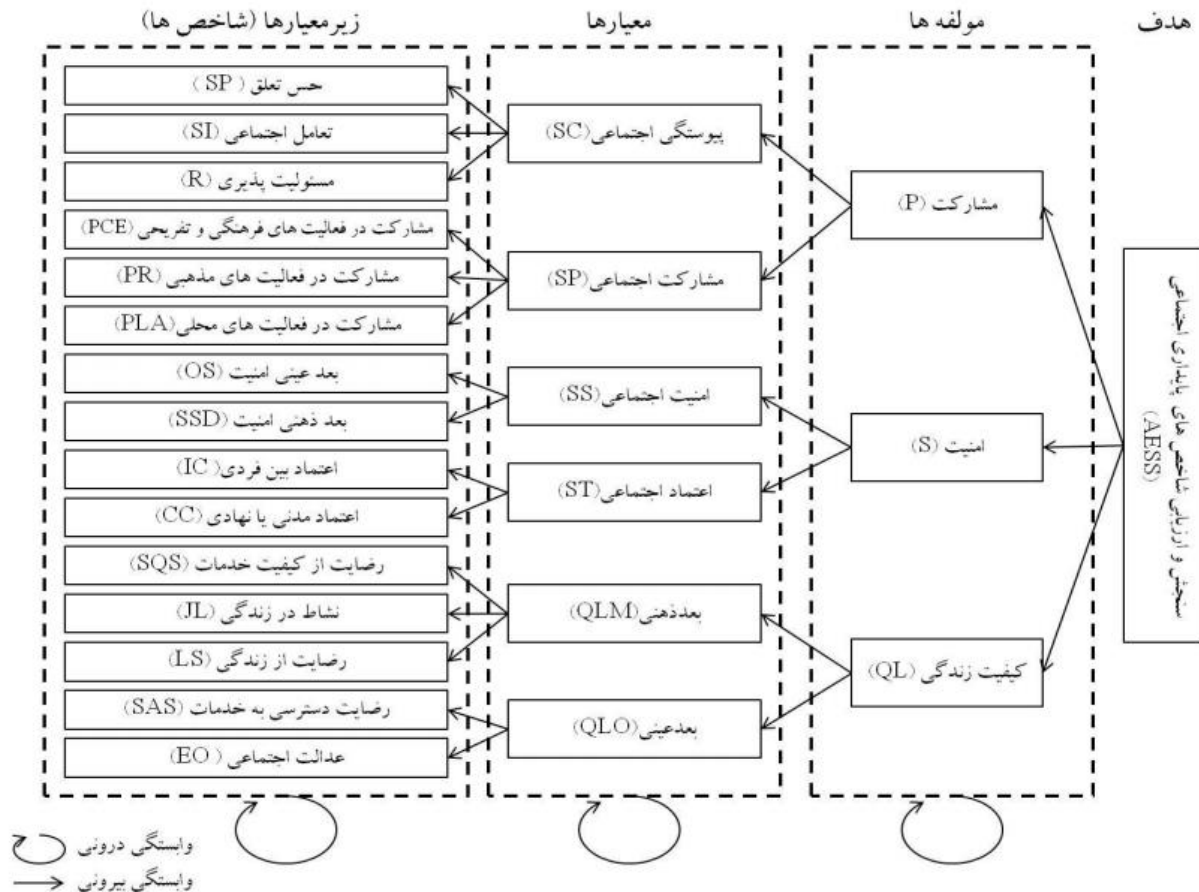 هدف
مولفه ها
معیارها
زیرمعیارها (شاخص ها)
سنجش و ارزیابی شاخص های پایداری اجتماعی
(AESS)
مشارکت (P)
امنیت (S)
کیفیت زندگی (QL)
پیوستگی اجتماعی(SC)
مشارکت اجتماعی(SP)
امنیت اجتماعی(SS)
اعتماد اجتماعی(ST)
بعدذهنی(QLM)
بعدعینی(QLO)
حس تعلق ( SP )
تعامل اجتماعی (SI)
مسئولیت پذیری (R)
مشارکت در فعالیت های فرهنگی و تفریحی (PCE)
مشارکت در فعالیت های مذهبی (PR)
مشارکت در فعالیت های محلی(PLA)
بعد عینی امنیت (OS)
بعد ذهنی امنیت (SSD)
اعتماد بین فردی( IC)
اعتماد مدنی یا نهادی (CC)
رضایت از کیفیت خدمات (SQS)
نشاط در زندگی (JL)
رضایت از زندگی (LS)
رضایت دسترسی به خدمات (SAS)
عدالت اجتماعی ( EO)
وابستگی درونی
وابستگی بیرونی